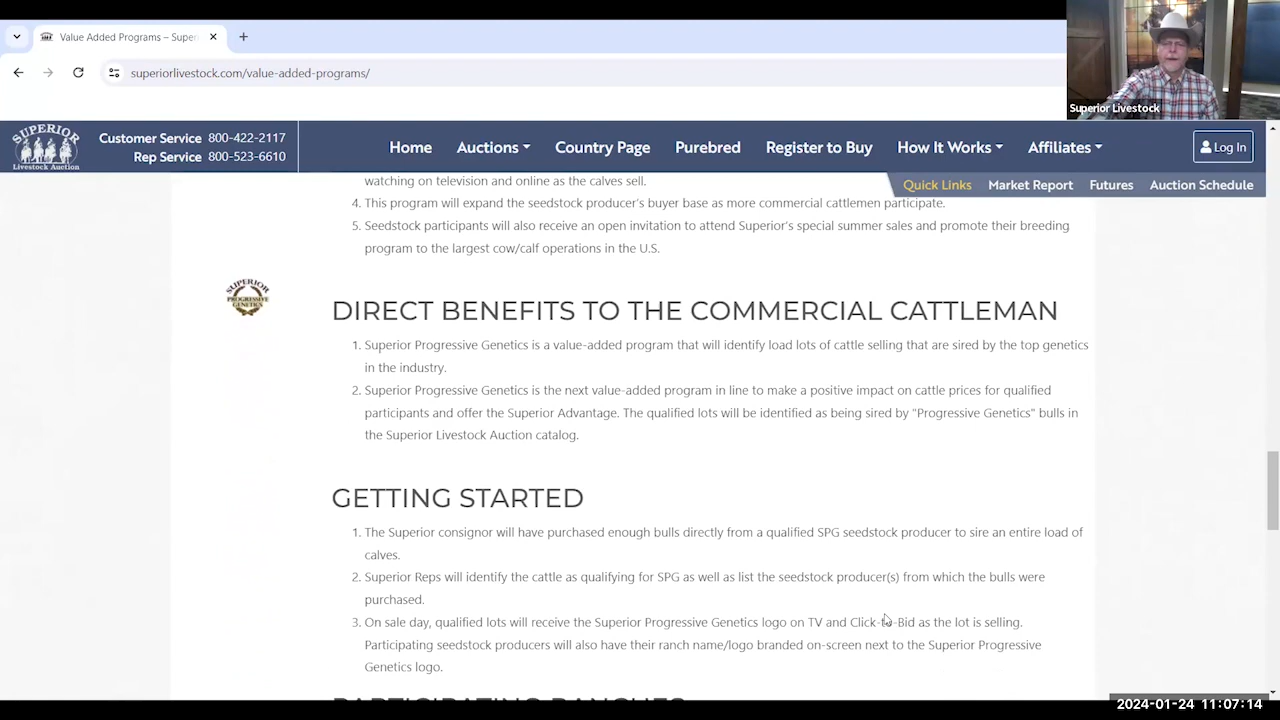 Value Added Programs – Super
superiorlivestock.com/value-added-programs/
Superior Livestock
SUPERIOR
Livestock Auction
Customer Service 800-422-2117
Rep Service 800-523-6610
Home Auctions Country Page Purebred Register to Buy How It Works Affiliates Log In
Quick Links Market Report Futures Auction Schedule
watching on television and online as the calves sell.
4. This program will expand the seedstock producer's buyer base as more commercial cattlemen participate.
5. Seedstock participants will also receive an open invitation to attend Superior's special summer sales and promote their breeding
program to the largest cow/calf operations in the U.S.
SUPERIOR
PROGRESSIVE
GENETICS
DIRECT BENEFITS TO THE COMMERCIAL CATTLEMAN
1. Superior Progressive Genetics is a value-added program that will identify load lots of cattle selling that are sired by the top genetics
in the industry.
2. Superior Progressive Genetics is the next value-added program in line to make a positive impact on cattle prices for qualified
participants and offer the Superior Advantage. The qualified lots will be identified as being sired by "Progressive Genetics" bulls in
the Superior Livestock Auction catalog.
GETTING STARTED
1. The Superior consignor will have purchased enough bulls directly from a qualified SPG seedstock producer to sire an entire load of
calves.
2. Superior Reps will identify the cattle as qualifying for SPG as well as list the seedstock producer(s) from which the bulls were
purchased.
3. On sale day, qualified lots will receive the Superior Progressive Genetics logo on TV and Click-to-Bid as the lot is selling.
Participating seedstock producers will also have their ranch name/logo branded on-screen next to the Superior Progressive
Genetics logo.
PARTICIPATING RANCHES
2024-01-24 11:07:14